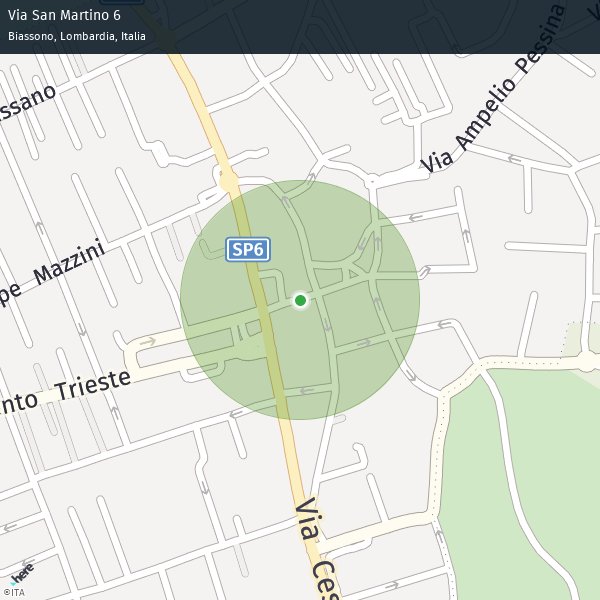 Via San Martino 6
Biassono, Lombardia, Italia
ssano
Via Ampelio Pessina
SP6
pe Mazzini
nto Trieste
Via Ces
here
©ITA